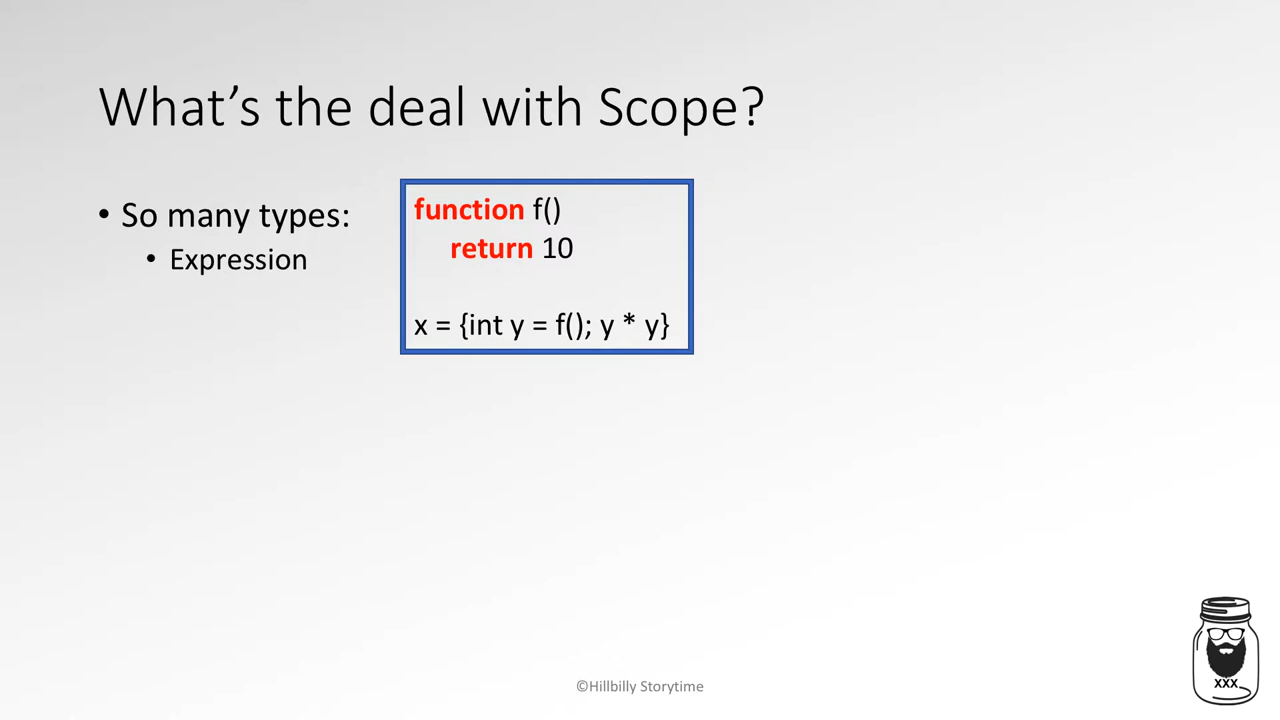 What's the deal with Scope?
• So many types:
• Expression
function f()
return 10
x = {int y = f(); y * y}
©Hillbilly Storytime
XXX